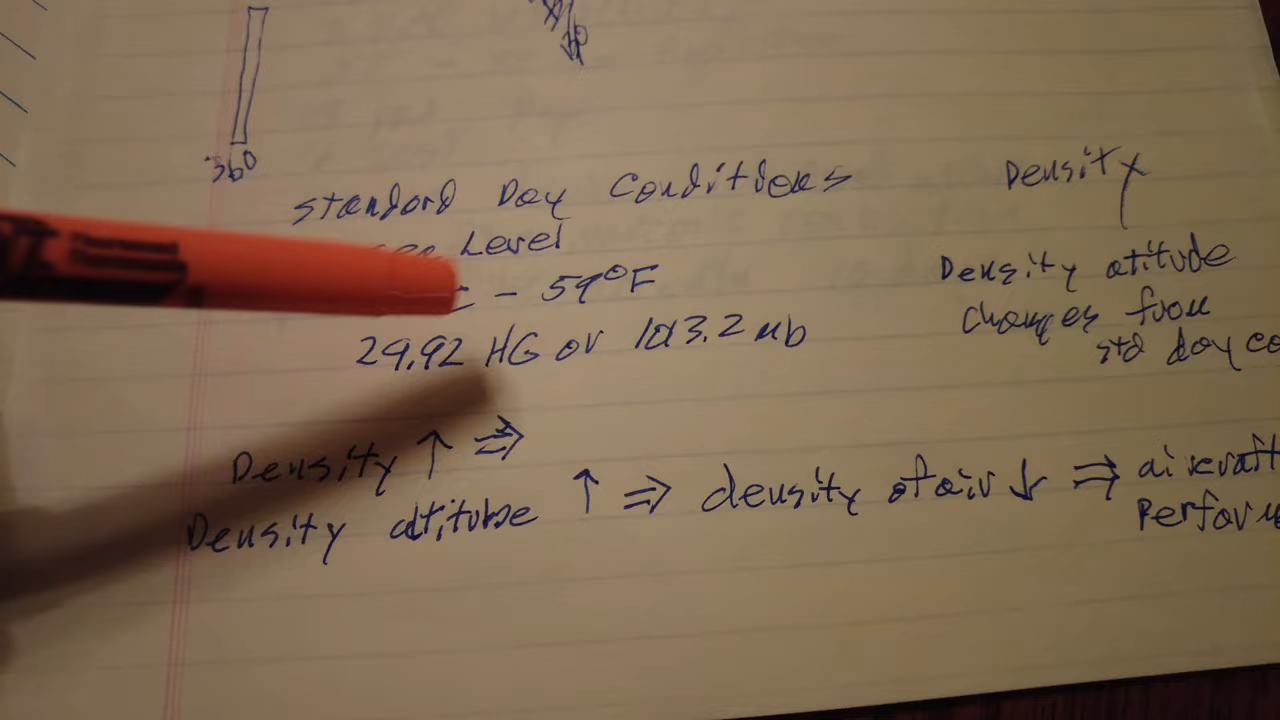 360
Standard Day Conditions
Level
- 59°F
29.92 HG or 1013.2 mb
Density
Density altitude
changes from
std day co
Density ↑ ⇒
Density altitude ↑ ⇒ density of air ↓ ⇒ aircraft
Perform